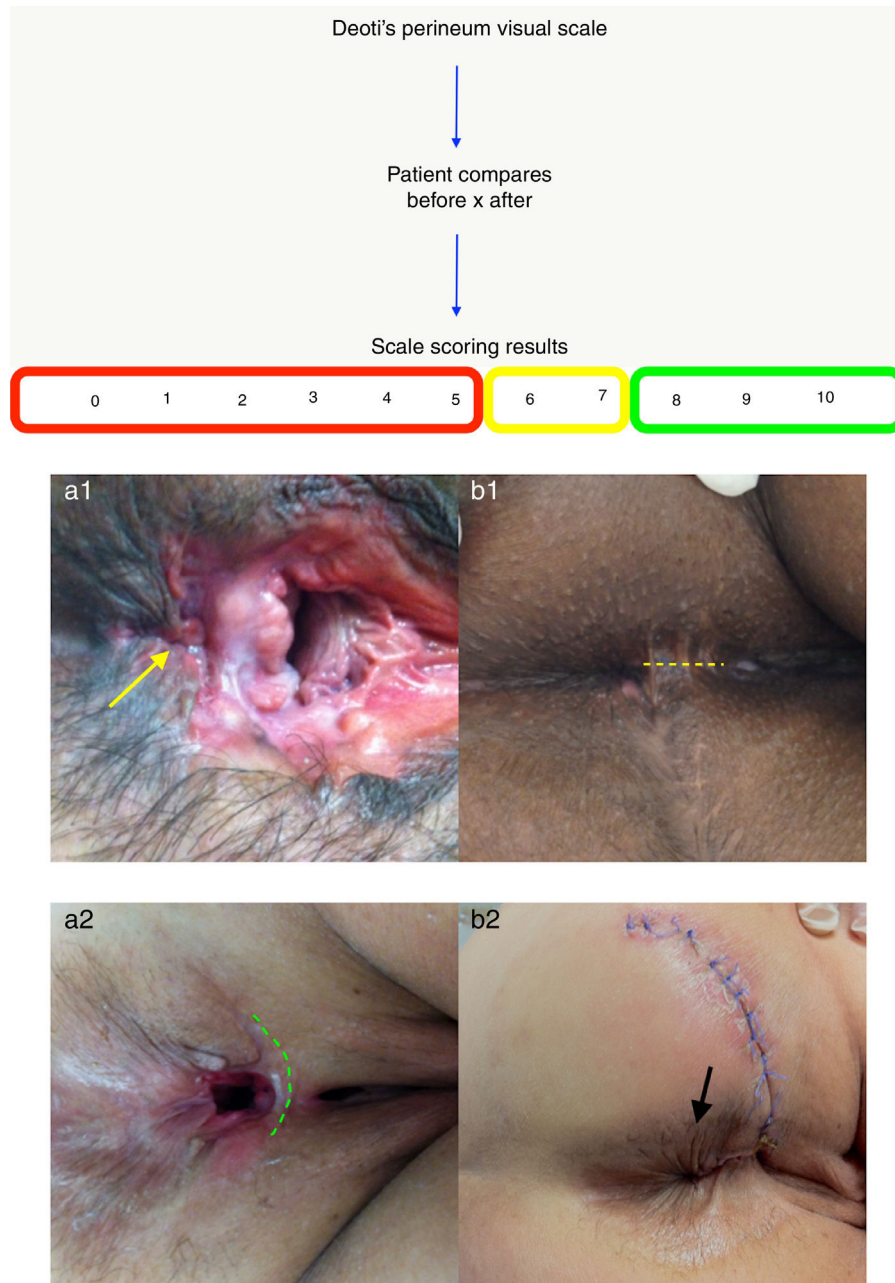 Deoti's perineum visual scale
Patient compares
before x after
Scale scoring results
0 1 2 3 4 5 6 7 8 9 10
a1 b1
a2 b2